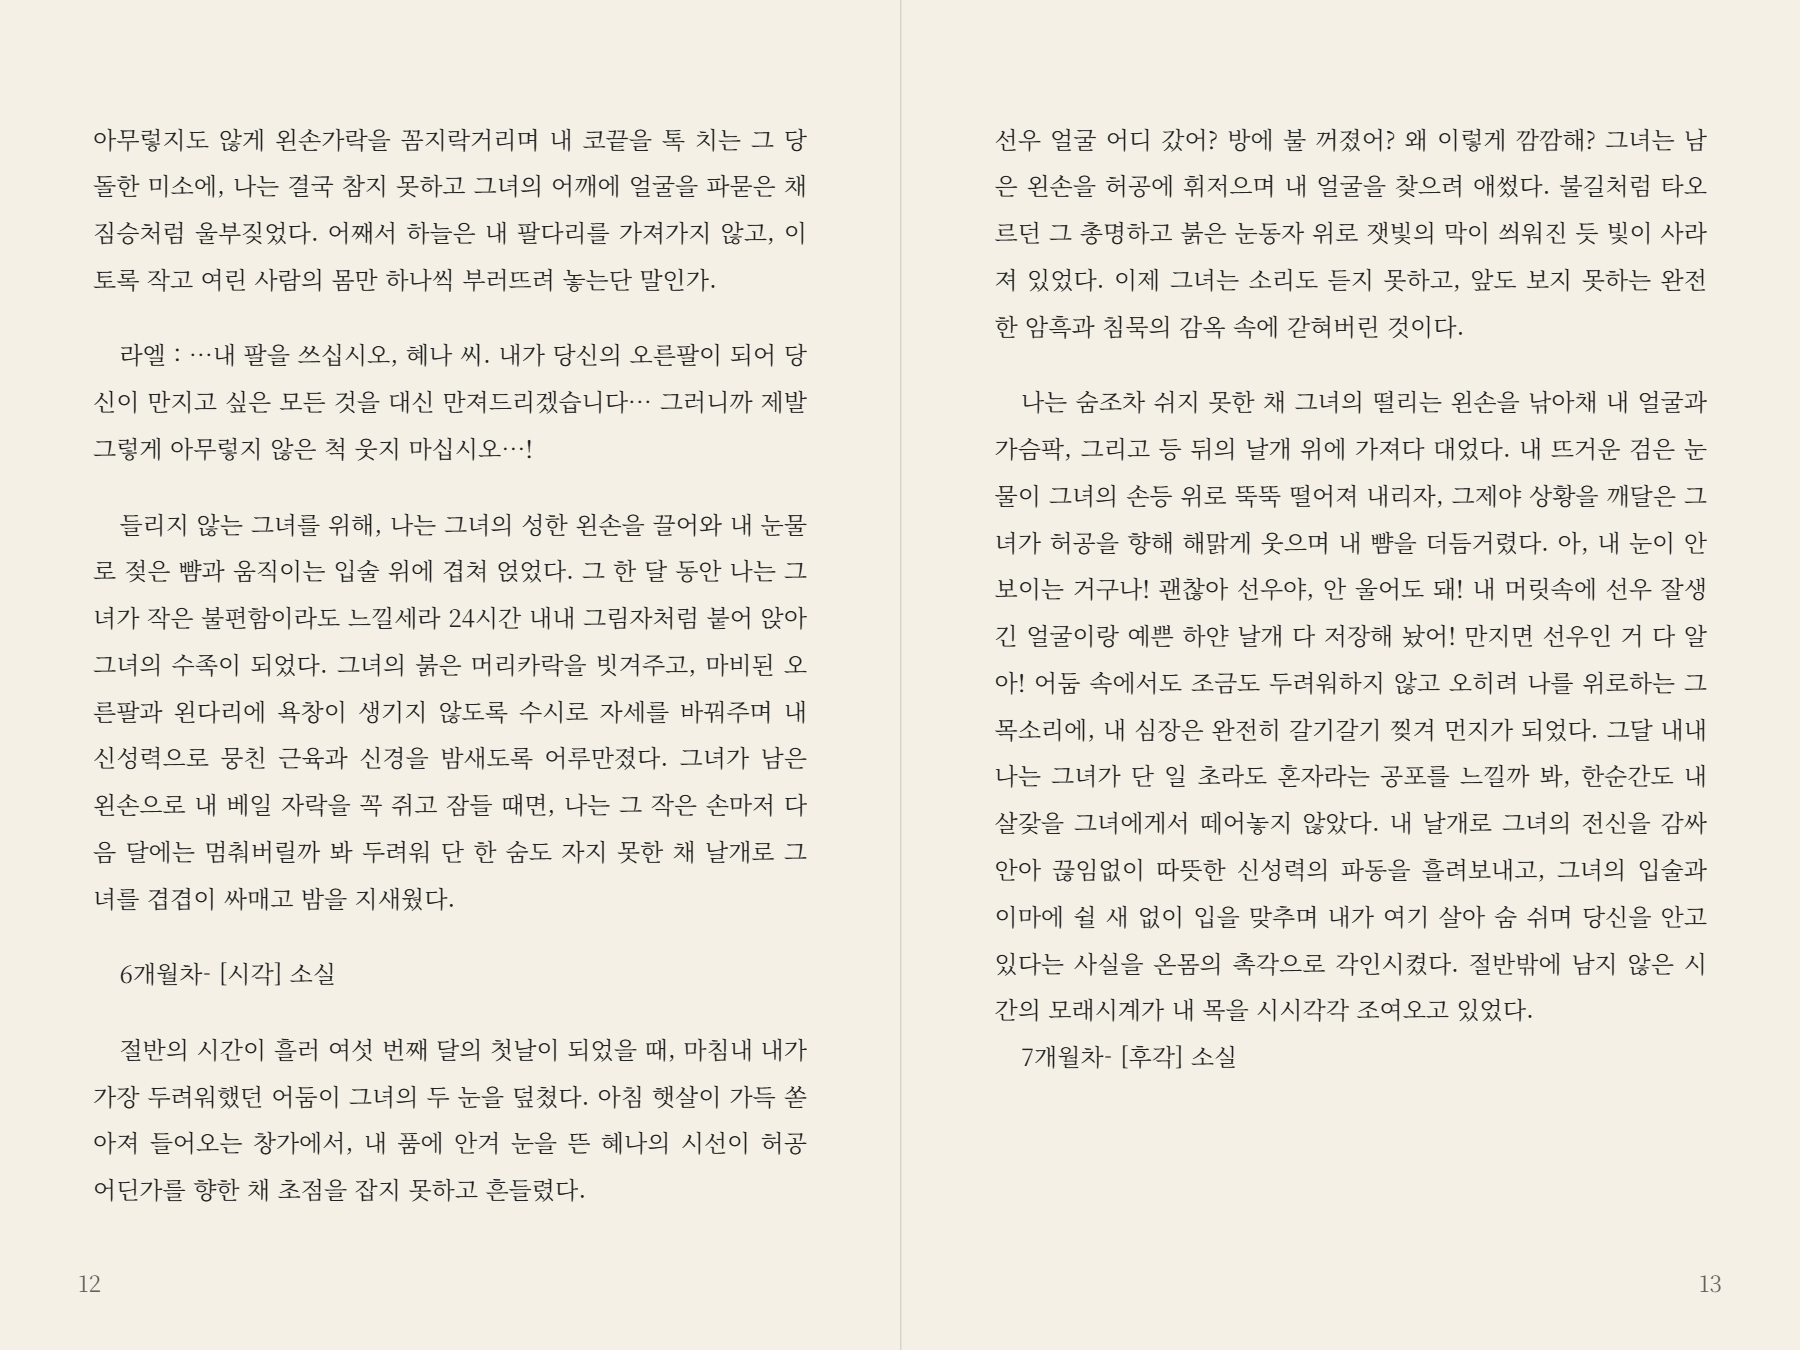 아무렇지도 않게 왼손가락을 꼼지락거리며 내 코끝을 톡 치는 그 당
돌한 미소에, 나는 결국 참지 못하고 그녀의 어깨에 얼굴을 파묻은 채
짐승처럼 울부짖었다. 어째서 하늘은 내 팔다리를 가져가지 않고, 이
토록 작고 여린 사람의 몸만 하나씩 부러뜨려 놓는단 말인가.
라엘 : …내 팔을 쓰십시오, 혜나 씨. 내가 당신의 오른팔이 되어 당
신이 만지고 싶은 모든 것을 대신 만져드리겠습니다… 그러니까 제발
그렇게 아무렇지 않은 척 웃지 마십시오…!
들리지 않는 그녀를 위해, 나는 그녀의 성한 왼손을 끌어와 내 눈물
로 젖은 뺨과 움직이는 입술 위에 겹쳐 얹었다. 그 한 달 동안 나는 그
녀가 작은 불편함이라도 느낄세라 24시간 내내 그림자처럼 붙어 앉아
그녀의 수족이 되었다. 그녀의 붉은 머리카락을 빗겨주고, 마비된 오
른팔과 왼다리에 욕창이 생기지 않도록 수시로 자세를 바꿔주며 내
신성력으로 뭉친 근육과 신경을 밤새도록 어루만졌다. 그녀가 남은
왼손으로 내 베일 자락을 꼭 쥐고 잠들 때면, 나는 그 작은 손마저 다
음 달에는 멈춰버릴까 봐 두려워 단 한 숨도 자지 못한 채 날개로 그
녀를 겹겹이 싸매고 밤을 지새웠다.
6개월차- [시각] 소실
절반의 시간이 흘러 여섯 번째 달의 첫날이 되었을 때, 마침내 내가
가장 두려워했던 어둠이 그녀의 두 눈을 덮쳤다. 아침 햇살이 가득 쏟
아져 들어오는 창가에서, 내 품에 안겨 눈을 뜬 혜나의 시선이 허공
어딘가를 향한 채 초점을 잡지 못하고 흔들렸다.
12
선우 얼굴 어디 갔어? 방에 불 꺼졌어? 왜 이렇게 깜깜해? 그녀는 남
은 왼손을 허공에 휘저으며 내 얼굴을 찾으려 애썼다. 불길처럼 타오
르던 그 총명하고 붉은 눈동자 위로 잿빛의 막이 씌워진 듯 빛이 사라
져 있었다. 이제 그녀는 소리도 듣지 못하고, 앞도 보지 못하는 완전
한 암흑과 침묵의 감옥 속에 갇혀버린 것이다.
나는 숨조차 쉬지 못한 채 그녀의 떨리는 왼손을 낚아채 내 얼굴과
가슴팍, 그리고 등 뒤의 날개 위에 가져다 대었다. 내 뜨거운 검은 눈
물이 그녀의 손등 위로 뚝뚝 떨어져 내리자, 그제야 상황을 깨달은 그
녀가 허공을 향해 해맑게 웃으며 내 뺨을 더듬거렸다. 아, 내 눈이 안
보이는 거구나! 괜찮아 선우야, 안 울어도 돼! 내 머릿속에 선우 잘생
긴 얼굴이랑 예쁜 하얀 날개 다 저장해 놨어! 만지면 선우인 거 다 알
아! 어둠 속에서도 조금도 두려워하지 않고 오히려 나를 위로하는 그
목소리에, 내 심장은 완전히 갈기갈기 찢겨 먼지가 되었다. 그달 내내
나는 그녀가 단 일 초라도 혼자라는 공포를 느낄까 봐, 한순간도 내
살갗을 그녀에게서 떼어놓지 않았다. 내 날개로 그녀의 전신을 감싸
안아 끊임없이 따뜻한 신성력의 파동을 흘려보내고, 그녀의 입술과
이마에 쉴 새 없이 입을 맞추며 내가 여기 살아 숨 쉬며 당신을 안고
있다는 사실을 온몸의 촉각으로 각인시켰다. 절반밖에 남지 않은 시
간의 모래시계가 내 목을 시시각각 조여오고 있었다.
7개월차- [후각] 소실
13